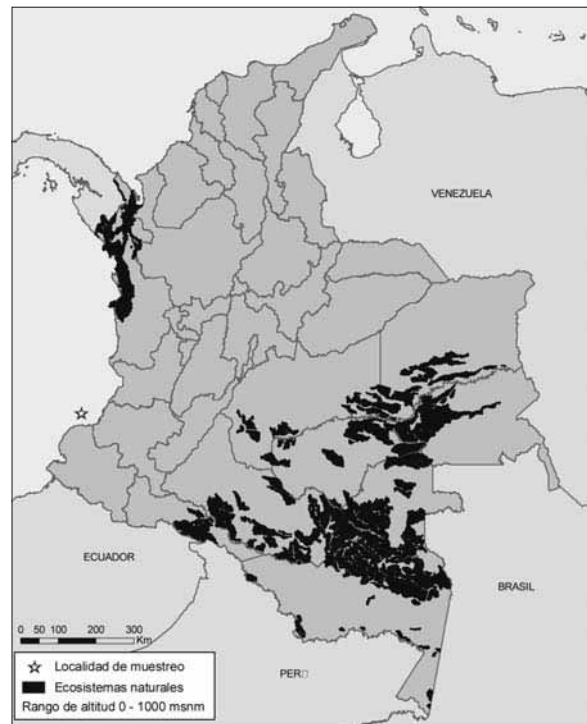 VENEZUELA
ECUADOR
BRASIL
PER□
0 50 100 200 300
Km
Localidad de muestreo
Ecosistemas naturales
Rango de altitud 0 - 1000 msnm